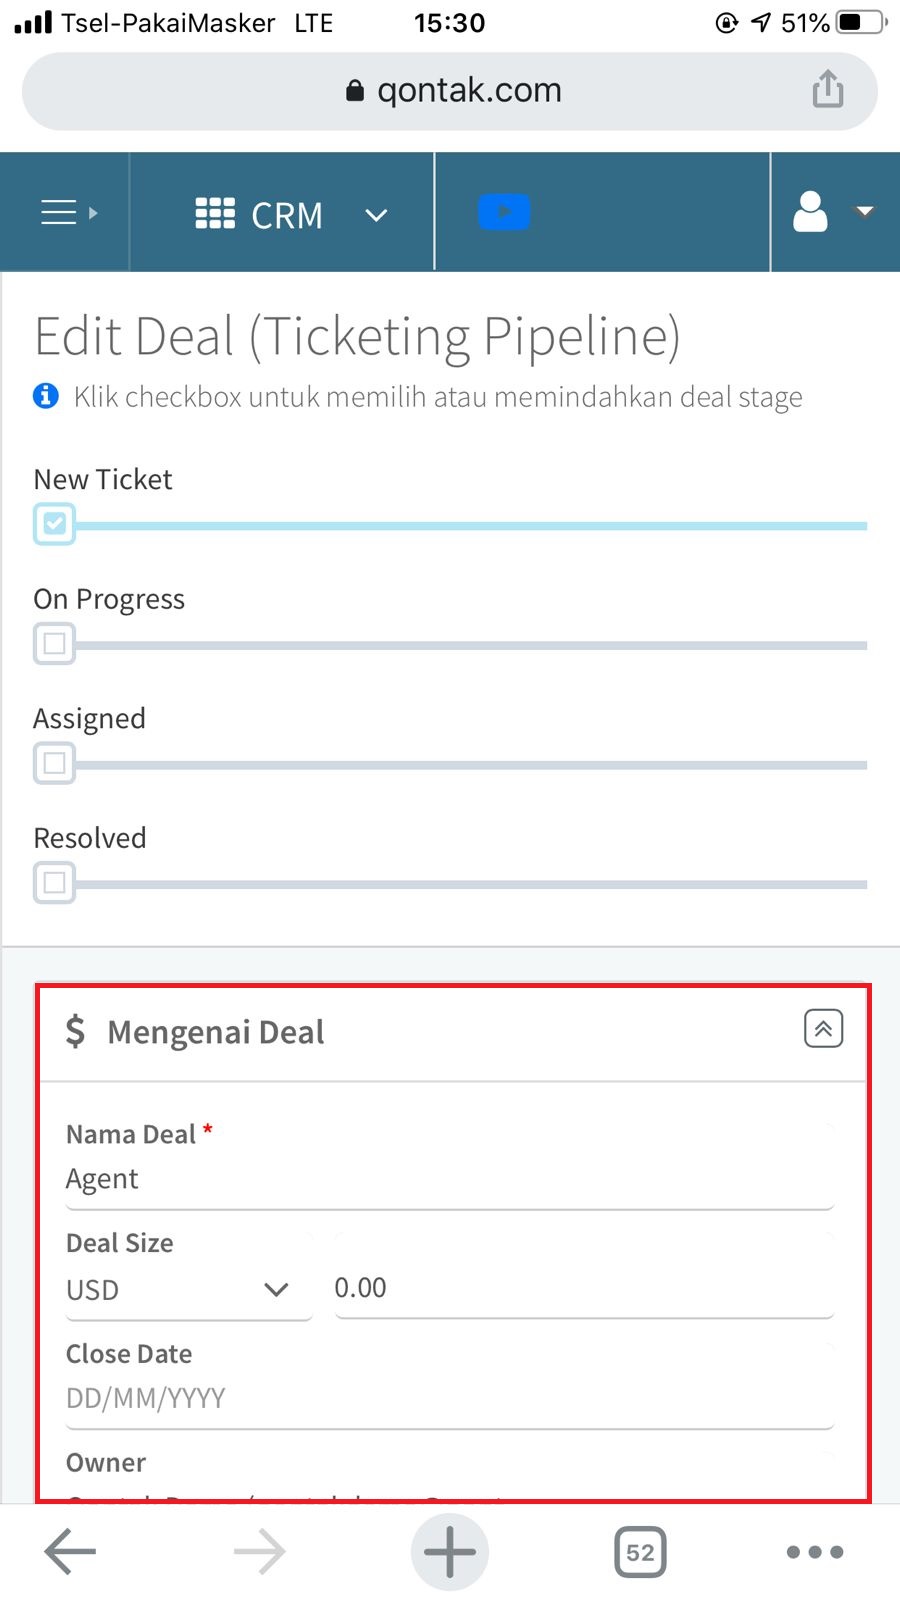 Tsel-PakaiMasker LTE 15:30 51%
qontak.com
CRM
Edit Deal (Ticketing Pipeline)
Klik checkbox untuk memilih atau memindahkan deal stage
New Ticket
On Progress
Assigned
Resolved
$ Mengenai Deal
Nama Deal *
Agent
Deal Size
USD 0.00
Close Date
DD/MM/YYYY
Owner
52